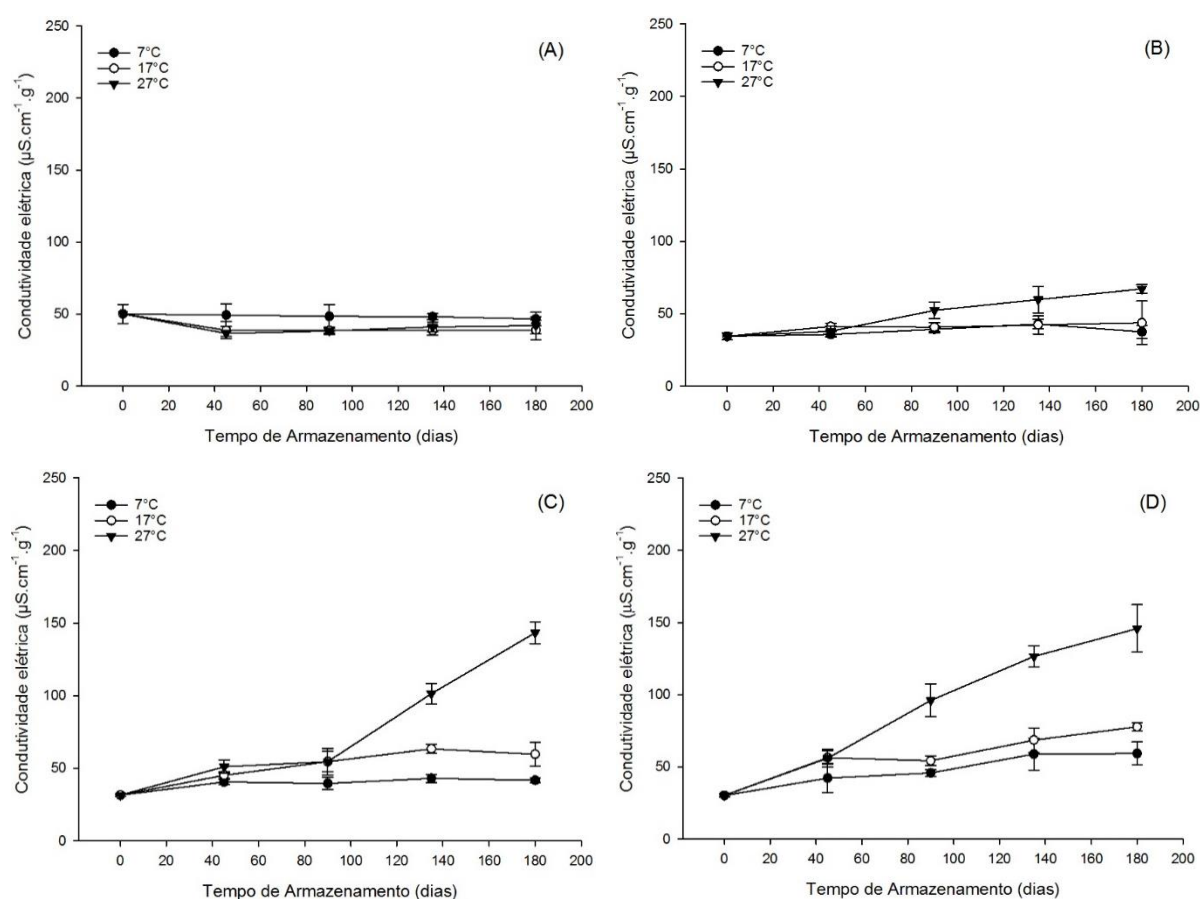 (A)
7°C
17°C
27°C
250
200
150
100
50
0
Condutividade elétrica (µS.cm⁻¹.g⁻¹)
0 20 40 60 80 100 120 140 160 180 200
Tempo de Armazenamento (dias)
(B)
7°C
17°C
27°C
250
200
150
100
50
0
Condutividade elétrica (µS.cm⁻¹.g⁻¹)
0 20 40 60 80 100 120 140 160 180 200
Tempo de Armazenamento (dias)
(C)
7°C
17°C
27°C
250
200
150
100
50
0
Condutividade elétrica (µS.cm⁻¹.g⁻¹)
0 20 40 60 80 100 120 140 160 180 200
Tempo de Armazenamento (dias)
(D)
7°C
17°C
27°C
250
200
150
100
50
0
Condutividade elétrica (µS.cm⁻¹.g⁻¹)
0 20 40 60 80 100 120 140 160 180 200
Tempo de Armazenamento (dias)